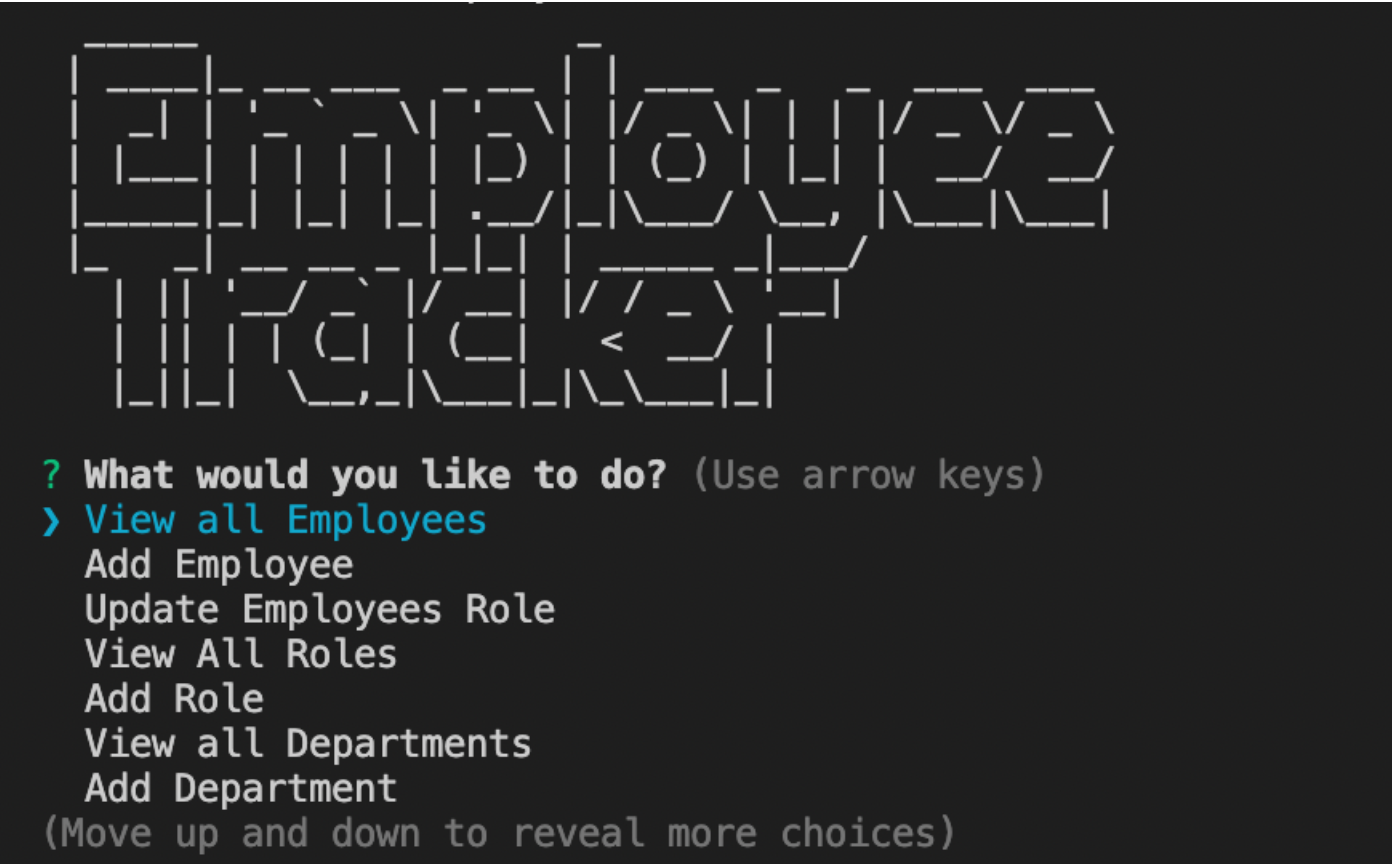 Employee
Tracker
? What would you like to do? (Use arrow keys)
❯ View all Employees
Add Employee
Update Employees Role
View All Roles
Add Role
View all Departments
Add Department
(Move up and down to reveal more choices)